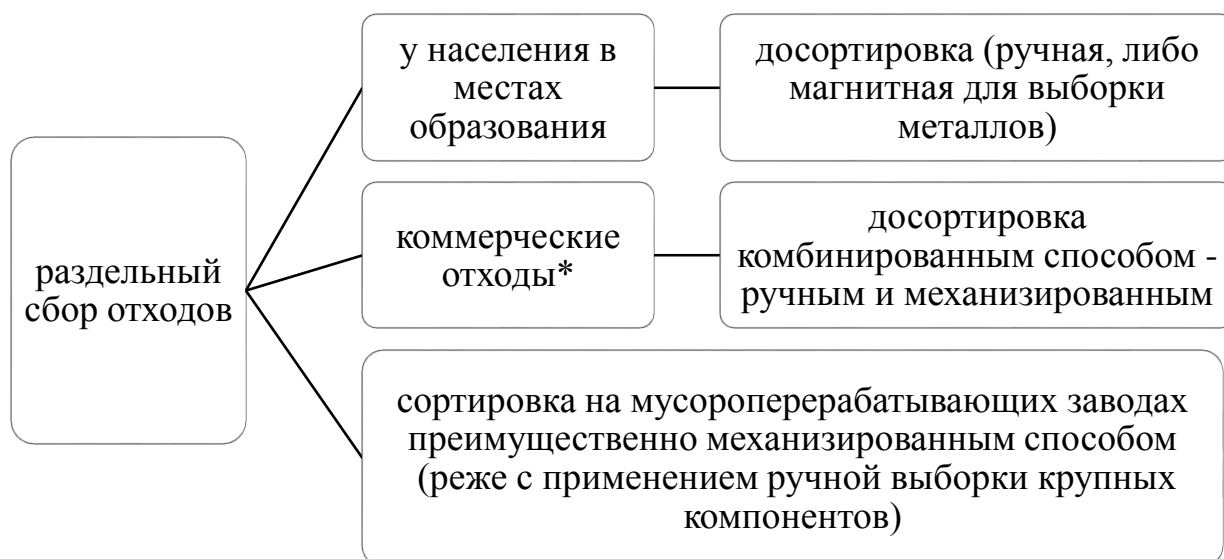 раздельный
сбор отходов
у населения в
местах
образования
досортировка (ручная, либо
магнитная для выборки
металлов)
коммерческие
отходы*
досортировка
комбинированным способом -
ручным и механизированным
сортировка на мусороперерабатывающих заводах
преимущественно механизированным способом
(реже с применением ручной выборки крупных
компонентов)